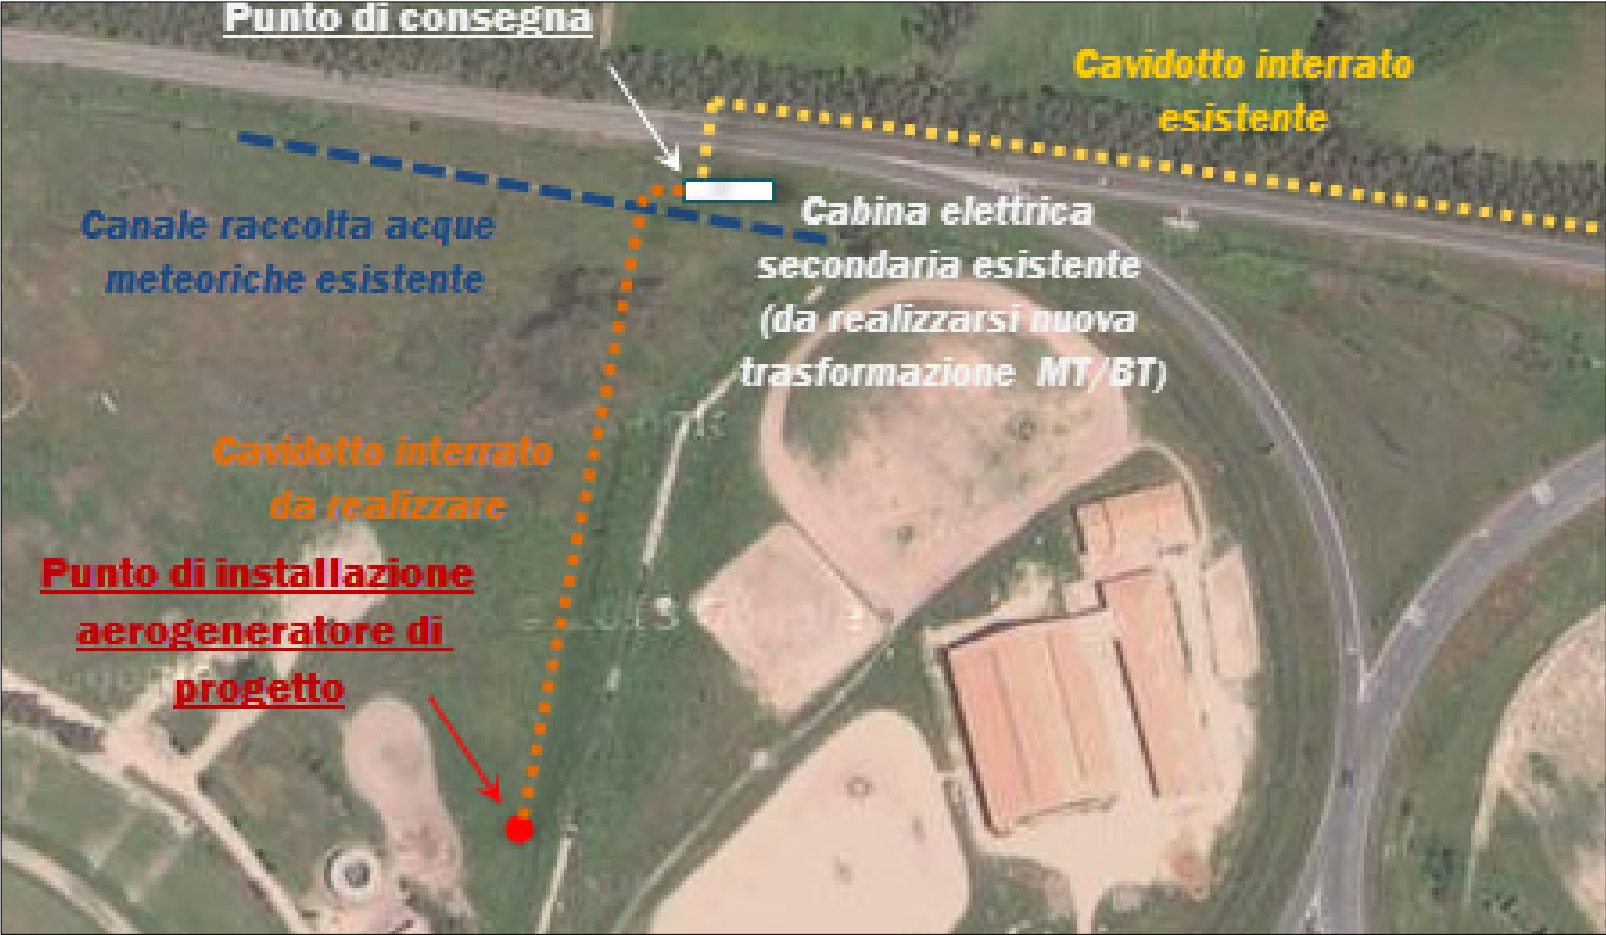 Punto di consegna
Cavidotto interrato
esistente
Canale raccolta acque
meteoriche esistente
Cabina elettrica
secondaria esistente
(da realizzarsi nuova
trasformazione MT/BT)
Cavidotto interrato
da realizzare
Punto di installazione
aerogeneratore di
progetto